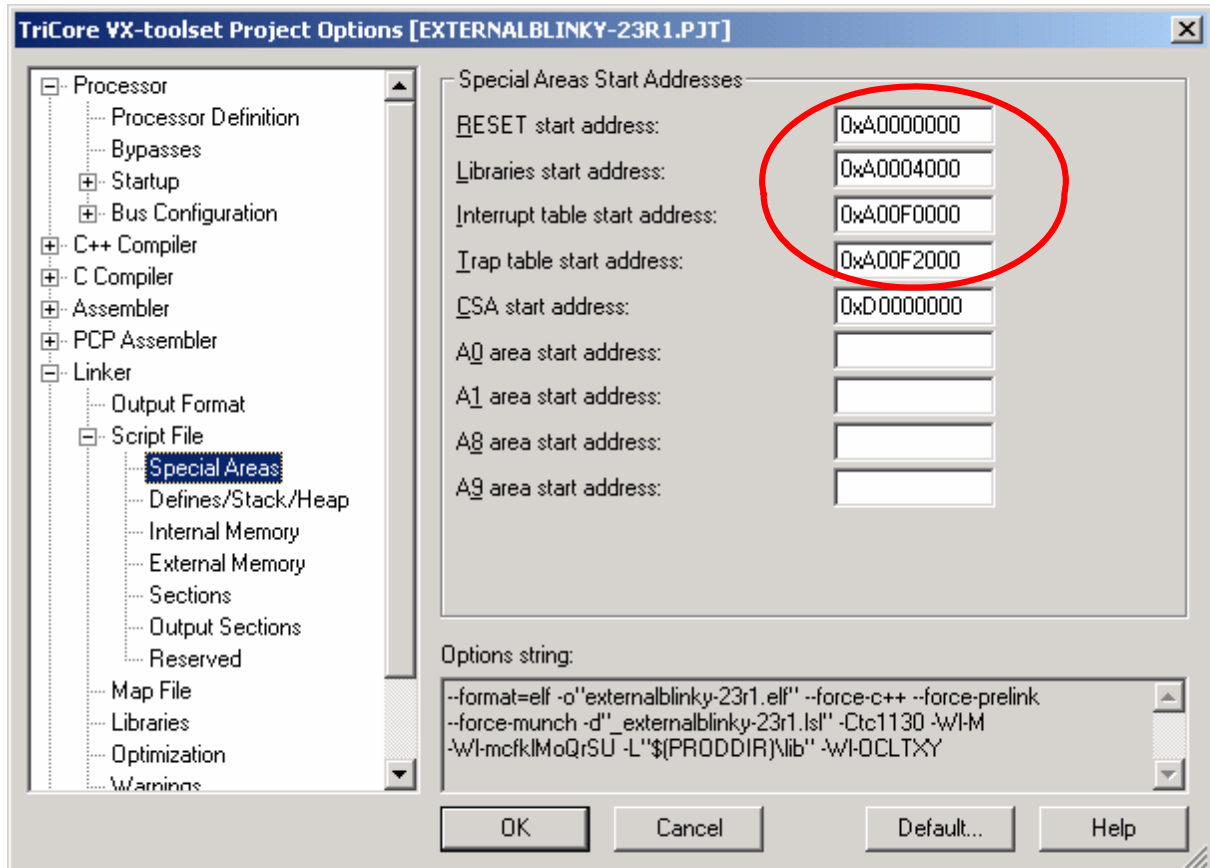 TriCore VX-toolset Project Options [EXTERNALBLINKY-23R1.PJT]
Processor
Processor Definition
Bypasses
Startup
Bus Configuration
C++ Compiler
C Compiler
Assembler
PCP Assembler
Linker
Output Format
Script File
Special Areas
Defines/Stack/Heap
Internal Memory
External Memory
Sections
Output Sections
Reserved
Map File
Libraries
Optimization
Warnings
Special Areas Start Addresses
RESET start address: 0xA0000000
Libraries start address: 0xA0004000
Interrupt table start address: 0xA00F0000
Trap table start address: 0xA00F2000
CSA start address: 0xD0000000
A0 area start address:
A1 area start address:
A8 area start address:
A9 area start address:
Options string:
--format=elf -o"externalblinky-23r1.elf" --force-c++ --force-prelink
--force-munch -d"_externalblinky-23r1.lsl" -Ctc1130 -Wl-M
-Wl-mcfklMoQrSU -L"$(PRODDIR)\lib" -Wl-OCLTXY
OK Cancel Default... Help